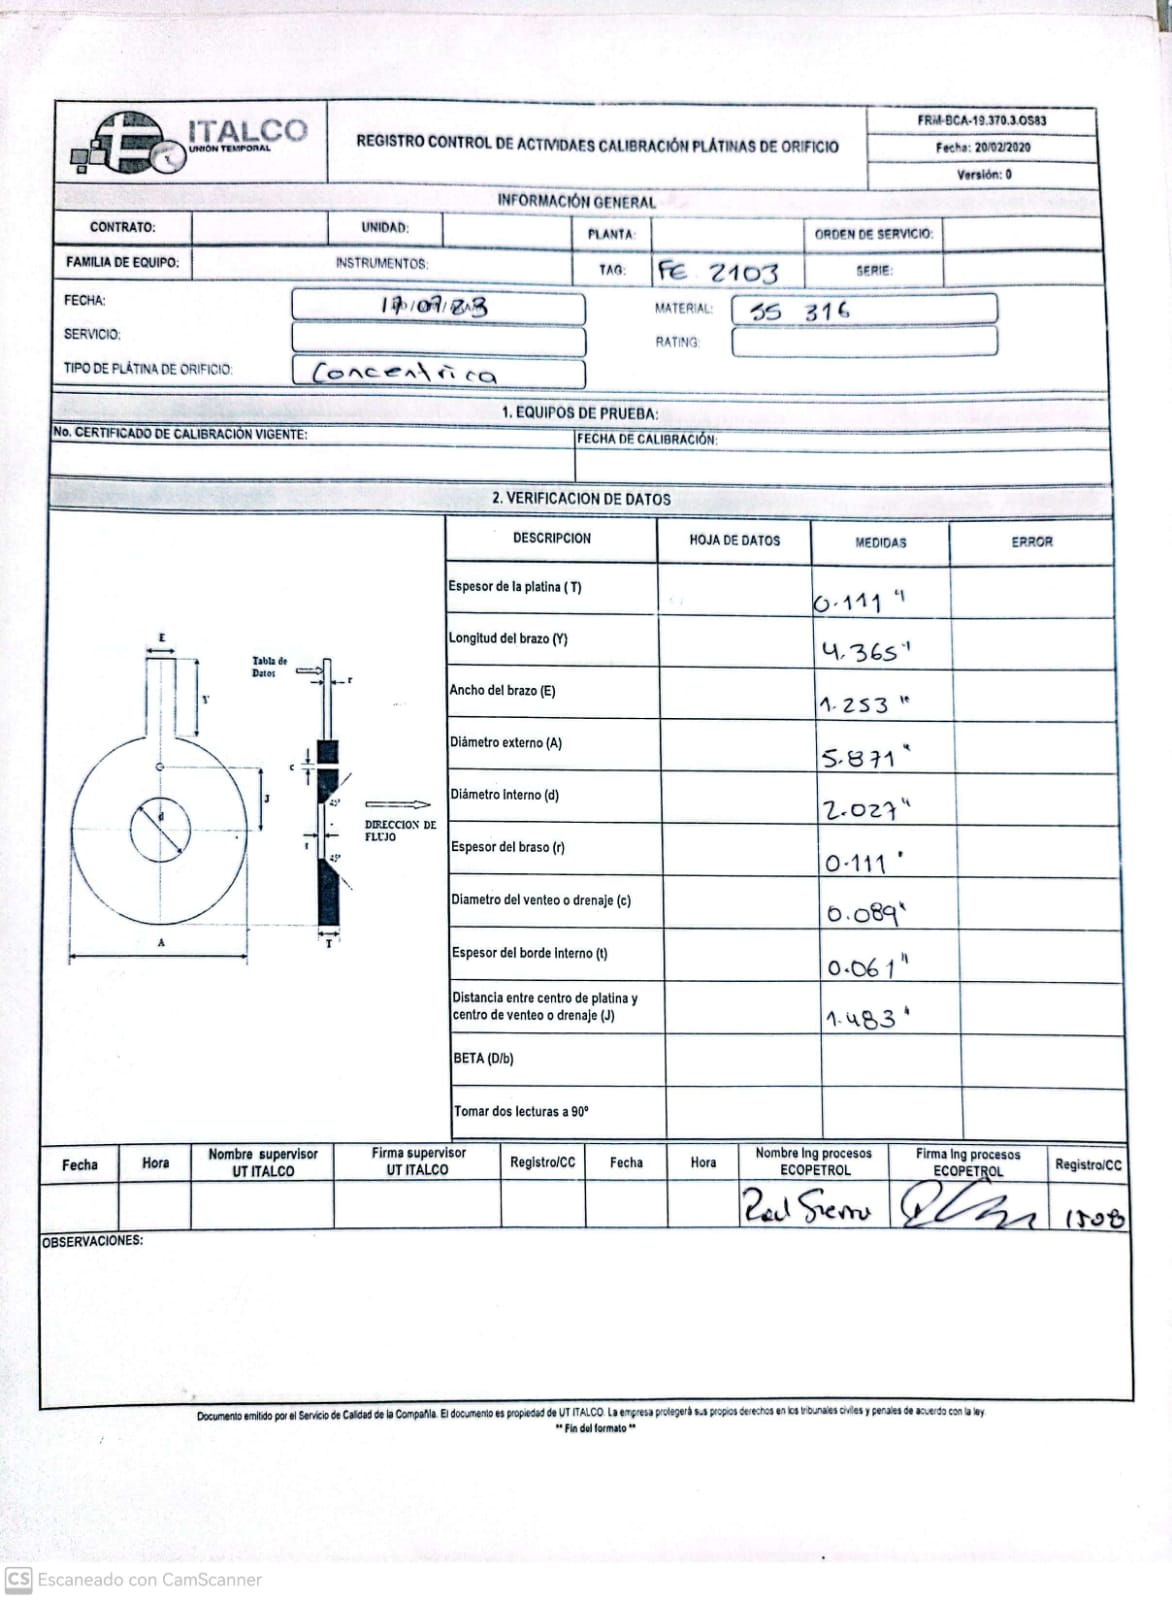 ITALCO
UNIÓN TEMPORAL
REGISTRO CONTROL DE ACTIVIDAES CALIBRACIÓN PLÁTINAS DE ORIFICIO
FRM-BCA-19.370.3.OS83
Fecha: 20/02/2020
Versión: 0
INFORMACIÓN GENERAL
CONTRATO: UNIDAD: PLANTA: ORDEN DE SERVICIO:
FAMILIA DE EQUIPO: INSTRUMENTOS: TAG: FE 2103 SERIE:
FECHA: MATERIAL: SS 316
SERVICIO: RATING:
TIPO DE PLÁTINA DE ORIFICIO: Concentrica
1. EQUIPOS DE PRUEBA:
No. CERTIFICADO DE CALIBRACIÓN VIGENTE: FECHA DE CALIBRACIÓN:
2. VERIFICACION DE DATOS
DESCRIPCION HOJA DE DATOS MEDIDAS ERROR
Espesor de la platina ( T) 0.111"
Longitud del brazo (Y) 4.365"
Ancho del brazo (E) 1.253"
Diámetro externo (A) 5.871"
Diámetro Interno (d) 2.027"
Espesor del braso (r) 0.111"
Diametro del venteo o drenaje (c) 0.089"
Espesor del borde interno (t) 0.061"
Distancia entre centro de platina y
centro de venteo o drenaje (J) 1.483"
BETA (D/b)
Tomar dos lecturas a 90°
E
Y
J
d
A
Tabla de
Datos
r
c
45°
DIRECCION DE
FLUJO
t
45°
T
Fecha Hora Nombre supervisor UT ITALCO Firma supervisor UT ITALCO Registro/CC Fecha Hora Nombre Ing procesos ECOPETROL Firma Ing procesos ECOPETROL Registro/CC
1508
OBSERVACIONES:
Documento emitido por el Servicio de Calidad de la Compañía. El documento es propiedad de UT ITALCO. La empresa protegerá sus propios derechos en los tribunales civiles y penales de acuerdo con la ley.
** Fin del formato **
CS Escaneado con CamScanner